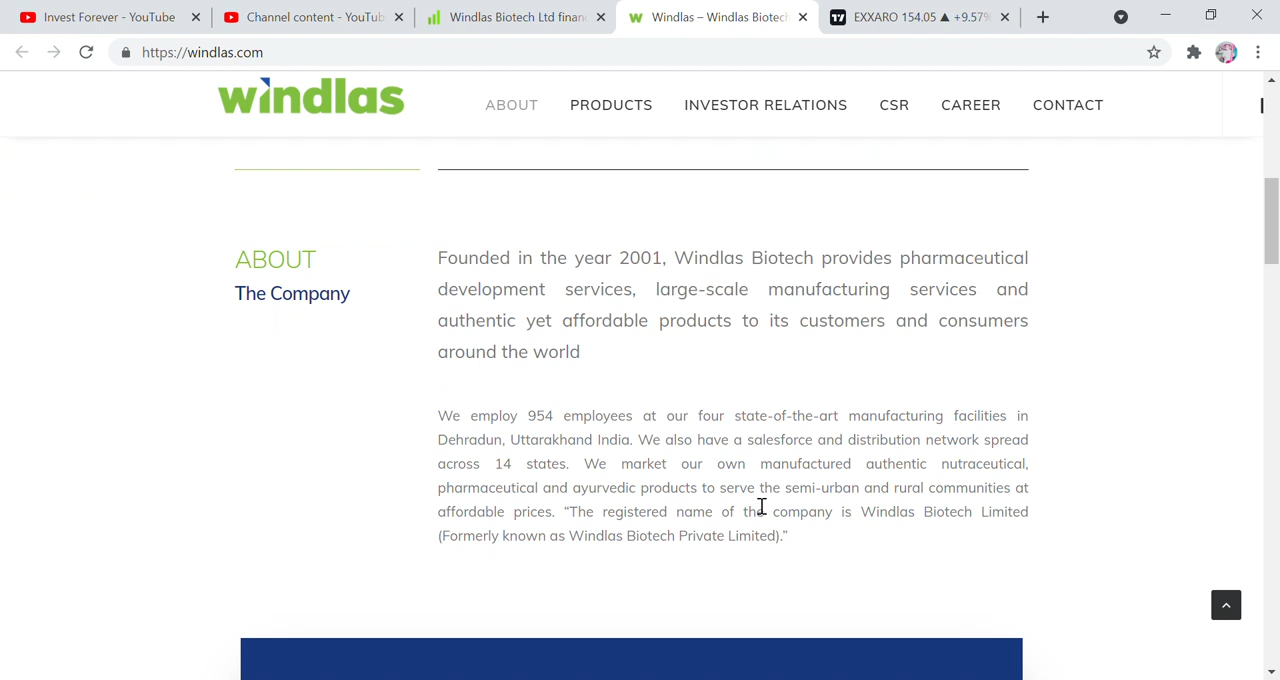 Invest Forever - YouTube
Channel content - YouTub
Windlas Biotech Ltd financ
Windlas – Windlas Biotech
EXXARO 154.05 ▲ +9.57%
https://windlas.com
windlas
ABOUT
PRODUCTS
INVESTOR RELATIONS
CSR
CAREER
CONTACT
ABOUT
The Company
Founded in the year 2001, Windlas Biotech provides pharmaceutical
development services, large-scale manufacturing services and
authentic yet affordable products to its customers and consumers
around the world
We employ 954 employees at our four state-of-the-art manufacturing facilities in
Dehradun, Uttarakhand India. We also have a salesforce and distribution network spread
across 14 states. We market our own manufactured authentic nutraceutical,
pharmaceutical and ayurvedic products to serve the semi-urban and rural communities at
affordable prices. “The registered name of the company is Windlas Biotech Limited
(Formerly known as Windlas Biotech Private Limited).”